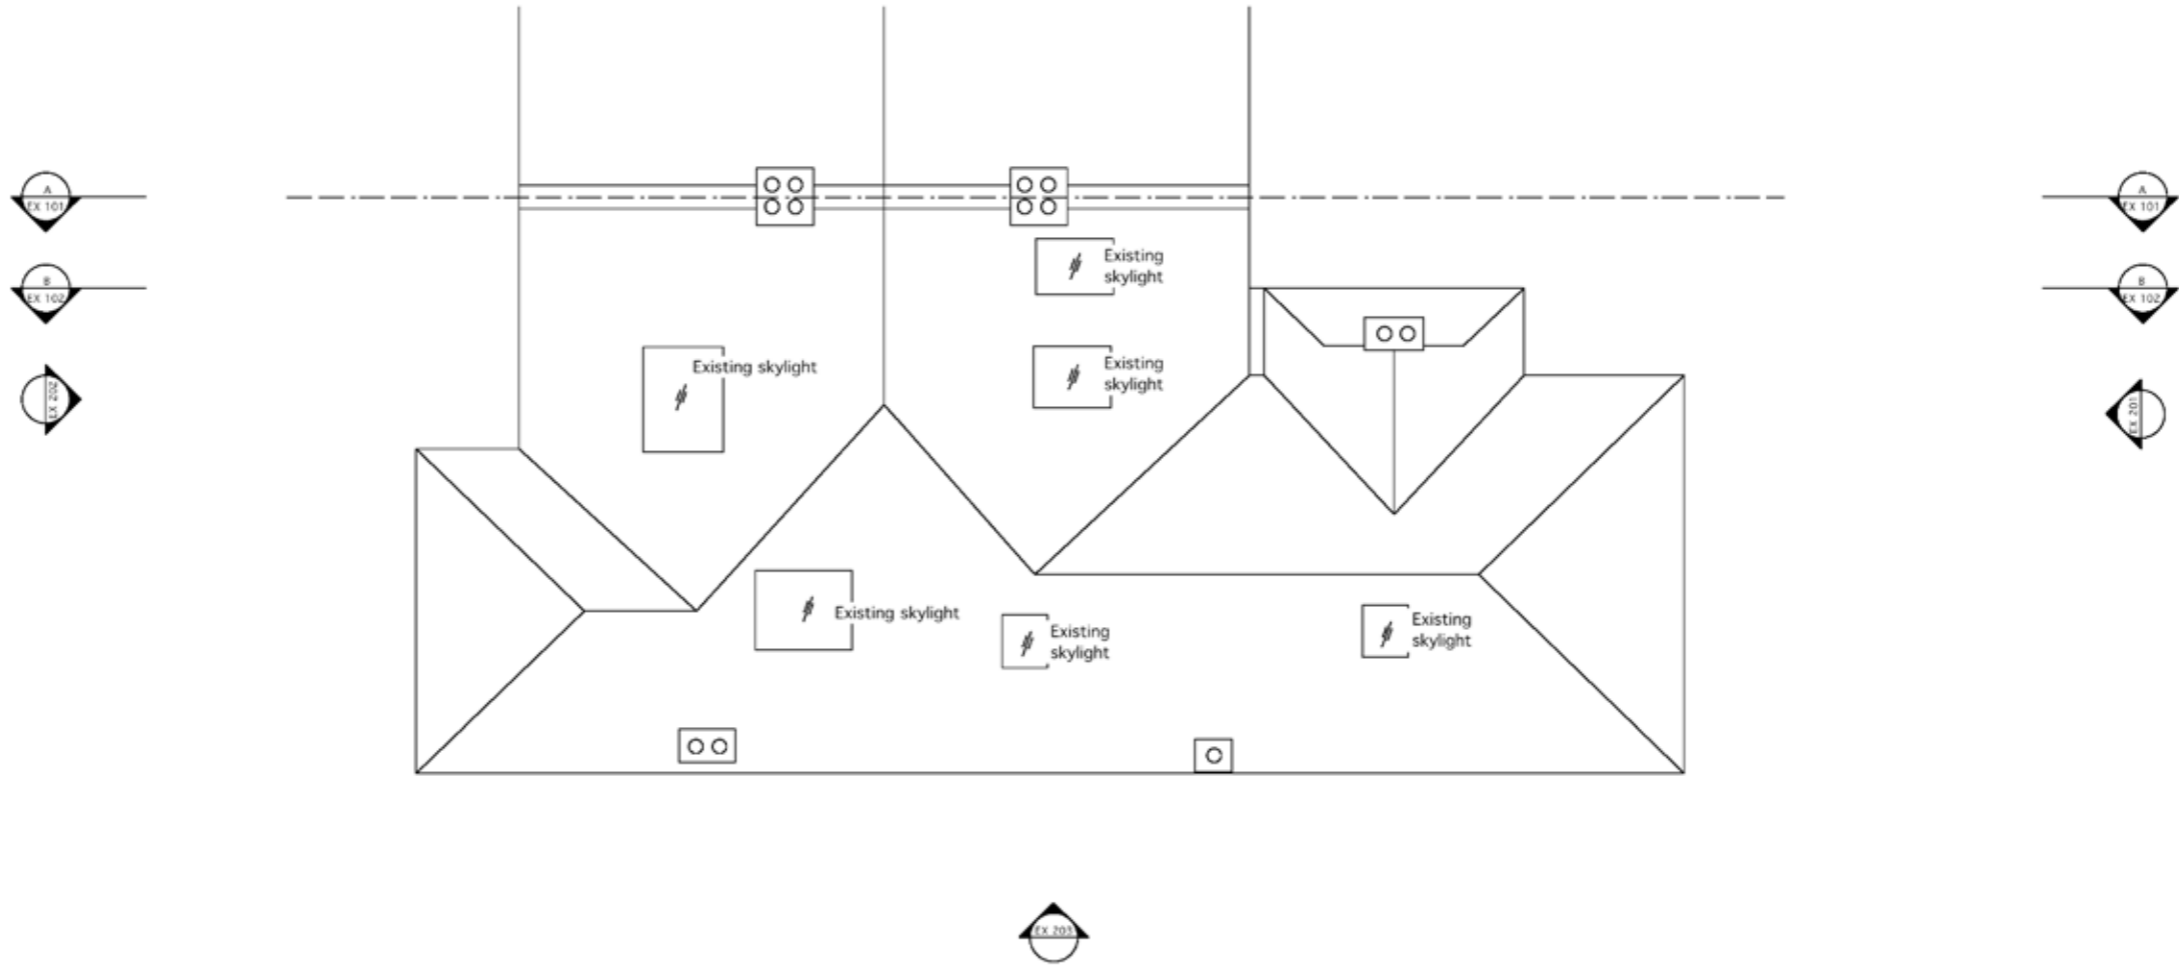 A
EX 101
A
EX 101
Existing
skylight
B
EX 102
B
EX 102
Existing skylight
Existing
skylight
EX 202
EX 201
Existing skylight
Existing
skylight
Existing
skylight
EX 203